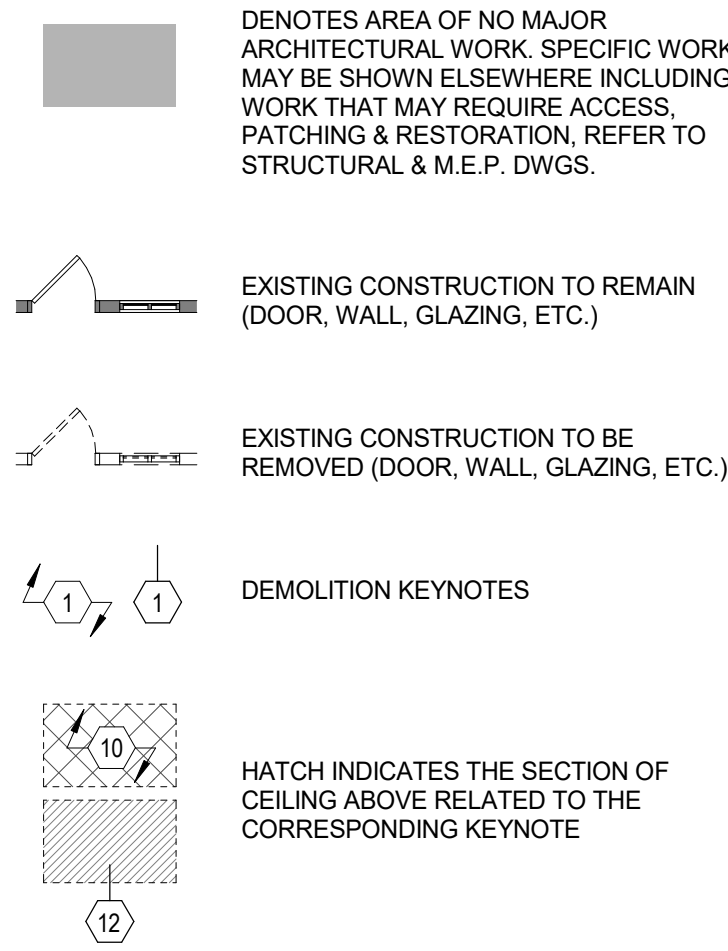 DENOTES AREA OF NO MAJOR
ARCHITECTURAL WORK. SPECIFIC WORK
MAY BE SHOWN ELSEWHERE INCLUDING
WORK THAT MAY REQUIRE ACCESS,
PATCHING & RESTORATION, REFER TO
STRUCTURAL & M.E.P. DWGS.
EXISTING CONSTRUCTION TO REMAIN
(DOOR, WALL, GLAZING, ETC.)
EXISTING CONSTRUCTION TO BE
REMOVED (DOOR, WALL, GLAZING, ETC.)
1 1 DEMOLITION KEYNOTES
10
HATCH INDICATES THE SECTION OF
CEILING ABOVE RELATED TO THE
CORRESPONDING KEYNOTE
12